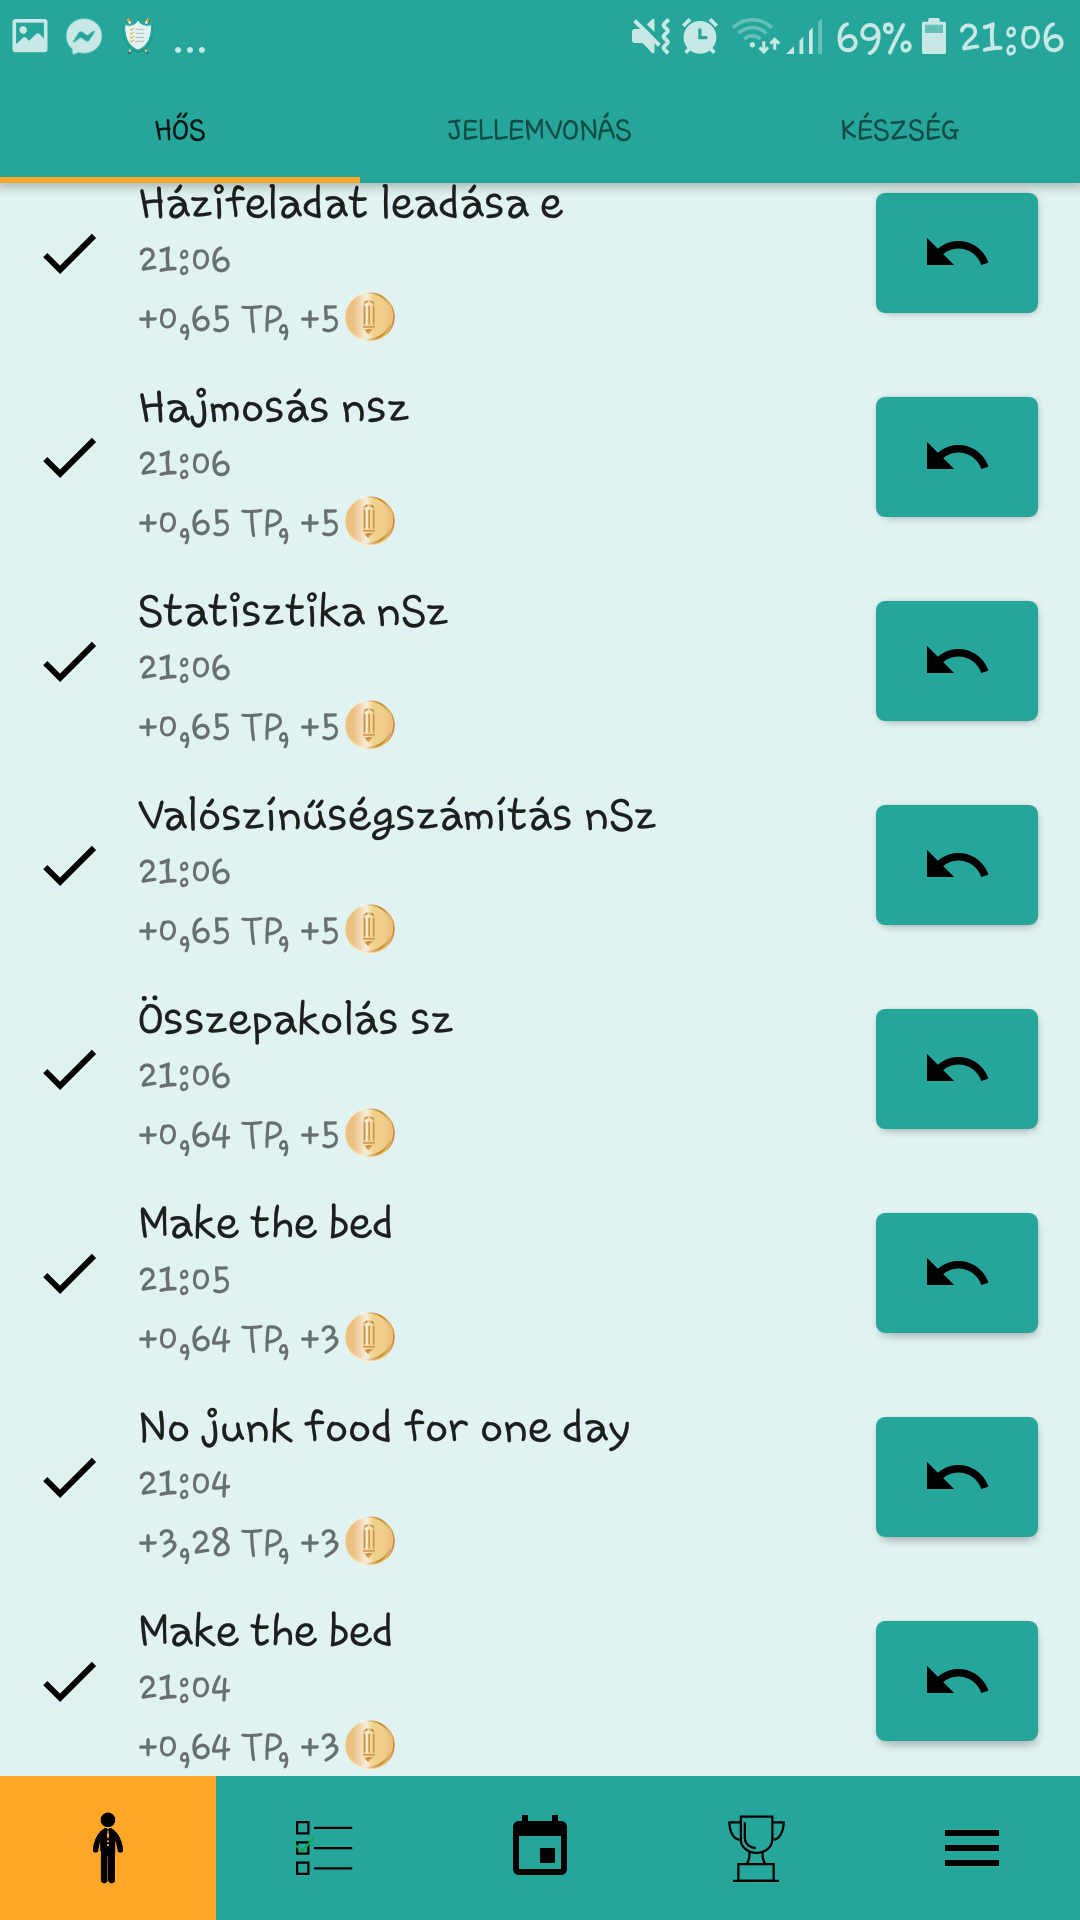 ... 69% 21:06
HŐS JELLEMVONÁS KÉSZSÉG
Házifeladat leadása e
21:06
+0,65 TP, +5
Hajmosás nsz
21:06
+0,65 TP, +5
Statisztika nSz
21:06
+0,65 TP, +5
Valószínűségszámítás nSz
21:06
+0,65 TP, +5
Összepakolás sz
21:06
+0,64 TP, +5
Make the bed
21:05
+0,64 TP, +3
No junk food for one day
21:04
+3,28 TP, +3
Make the bed
21:04
+0,64 TP, +3